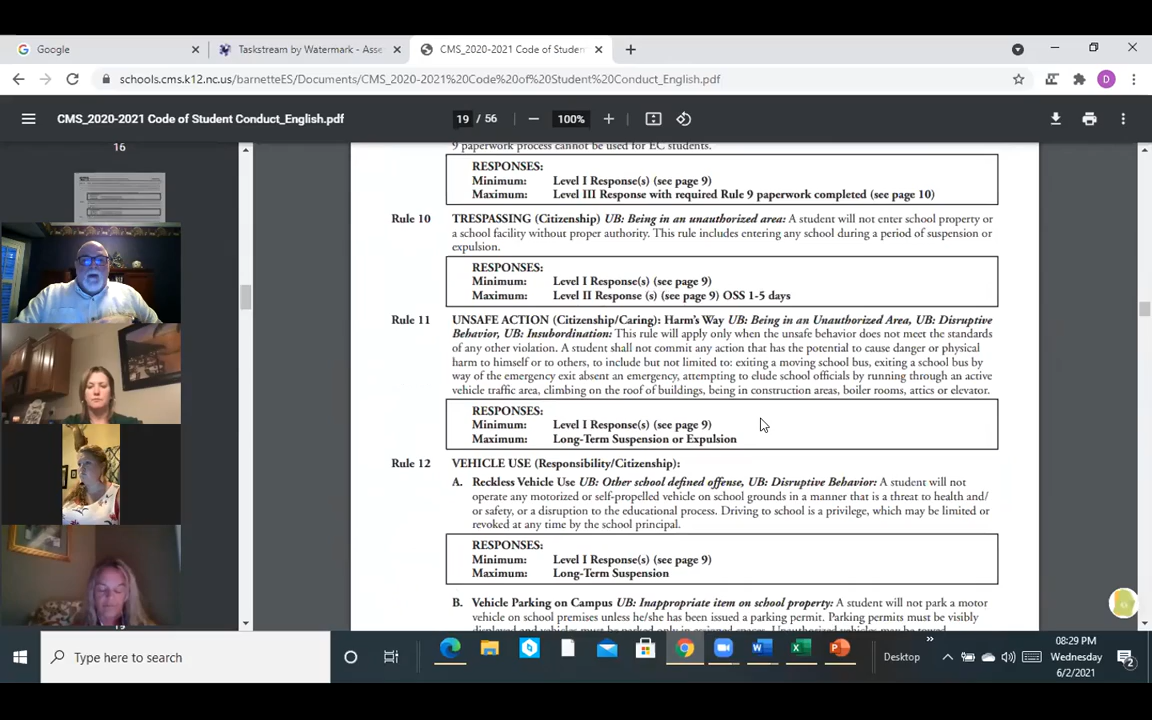 Google
Taskstream by Watermark - Asse
CMS_2020-2021 Code of Studen
schools.cms.k12.nc.us/barnetteES/Documents/CMS_2020-2021%20Code%20of%20Student%20Conduct_English.pdf
D
CMS_2020-2021 Code of Student Conduct_English.pdf
19 / 56
100%
16
9 paperwork process cannot be used for EC students.
RESPONSES:
Minimum: Level I Response(s) (see page 9)
Maximum: Level III Response with required Rule 9 paperwork completed (see page 10)
Rule 10 TRESPASSING (Citizenship) UB: Being in an unauthorized area: A student will not enter school property or
a school facility without proper authority. This rule includes entering any school during a period of suspension or
expulsion.
RESPONSES:
Minimum: Level I Response(s) (see page 9)
Maximum: Level II Response (s) (see page 9) OSS 1-5 days
Rule 11 UNSAFE ACTION (Citizenship/Caring): Harm's Way UB: Being in an Unauthorized Area, UB: Disruptive
Behavior, UB: Insubordination: This rule will apply only when the unsafe behavior does not meet the standards
of any other violation. A student shall not commit any action that has the potential to cause danger or physical
harm to himself or to others, to include but not limited to: exiting a moving school bus, exiting a school bus by
way of the emergency exit absent an emergency, attempting to elude school officials by running through an active
vehicle traffic area, climbing on the roof of buildings, being in construction areas, boiler rooms, attics or elevator.
RESPONSES:
Minimum: Level I Response(s) (see page 9)
Maximum: Long-Term Suspension or Expulsion
Rule 12 VEHICLE USE (Responsibility/Citizenship):
A. Reckless Vehicle Use UB: Other school defined offense, UB: Disruptive Behavior: A student will not
operate any motorized or self-propelled vehicle on school grounds in a manner that is a threat to health and/
or safety, or a disruption to the educational process. Driving to school is a privilege, which may be limited or
revoked at any time by the school principal.
RESPONSES:
Minimum: Level I Response(s) (see page 9)
Maximum: Long-Term Suspension
B. Vehicle Parking on Campus UB: Inappropriate item on school property: A student will not park a motor
vehicle on school premises unless he/she has been issued a parking permit. Parking permits must be visibly
Type here to search
Desktop
08:29 PM
Wednesday
6/2/2021
2